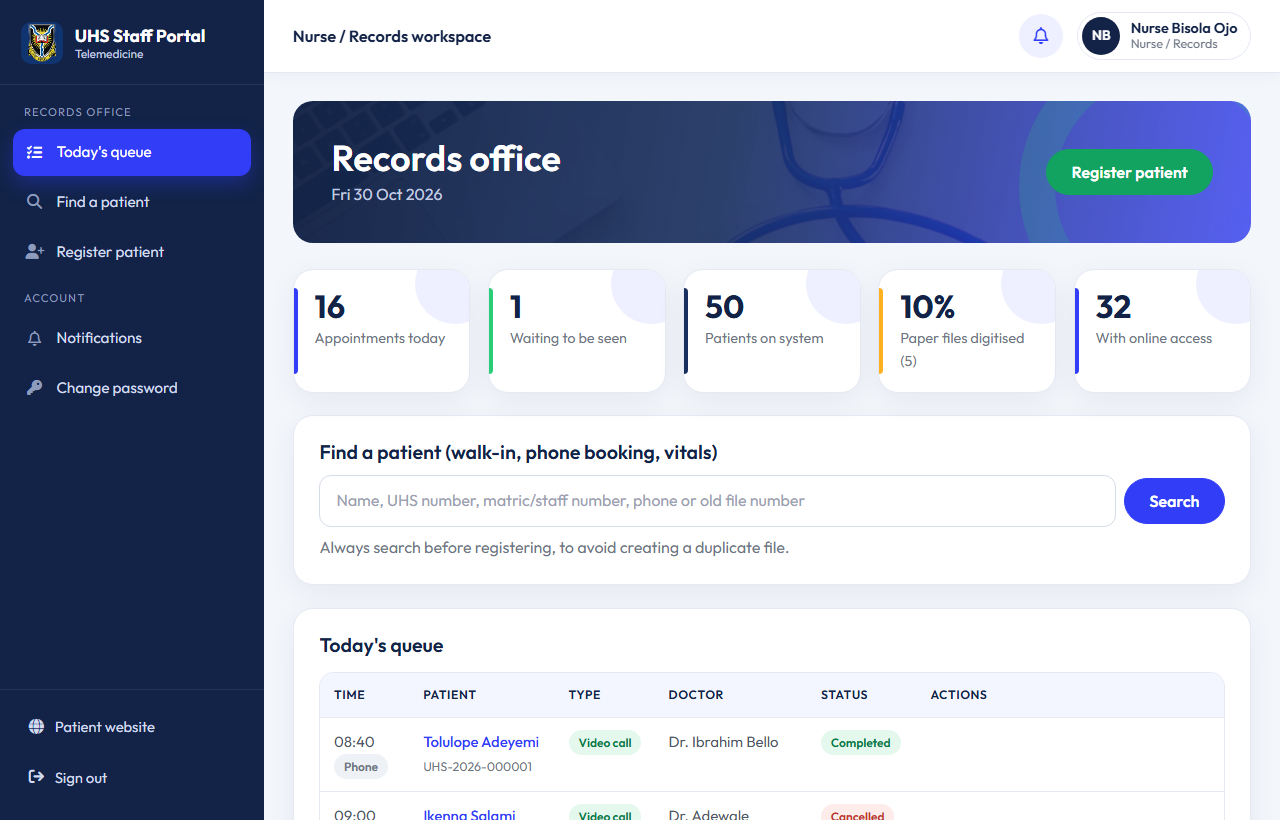 UHS Staff Portal
Telemedicine
RECORDS OFFICE
Today's queue
Find a patient
Register patient
ACCOUNT
Notifications
Change password
Patient website
Sign out
Nurse / Records workspace
NB
Nurse Bisola Ojo
Nurse / Records
Records office
Fri 30 Oct 2026
Register patient
16
Appointments today
1
Waiting to be seen
50
Patients on system
10%
Paper files digitised
(5)
32
With online access
Find a patient (walk-in, phone booking, vitals)
Name, UHS number, matric/staff number, phone or old file number
Search
Always search before registering, to avoid creating a duplicate file.
Today's queue
TIME PATIENT TYPE DOCTOR STATUS ACTIONS
08:40 Tolulope Adeyemi Video call Dr. Ibrahim Bello Completed
Phone UHS-2026-000001
09:00 Ikenna Salami Video call Dr. Adewale Cancelled